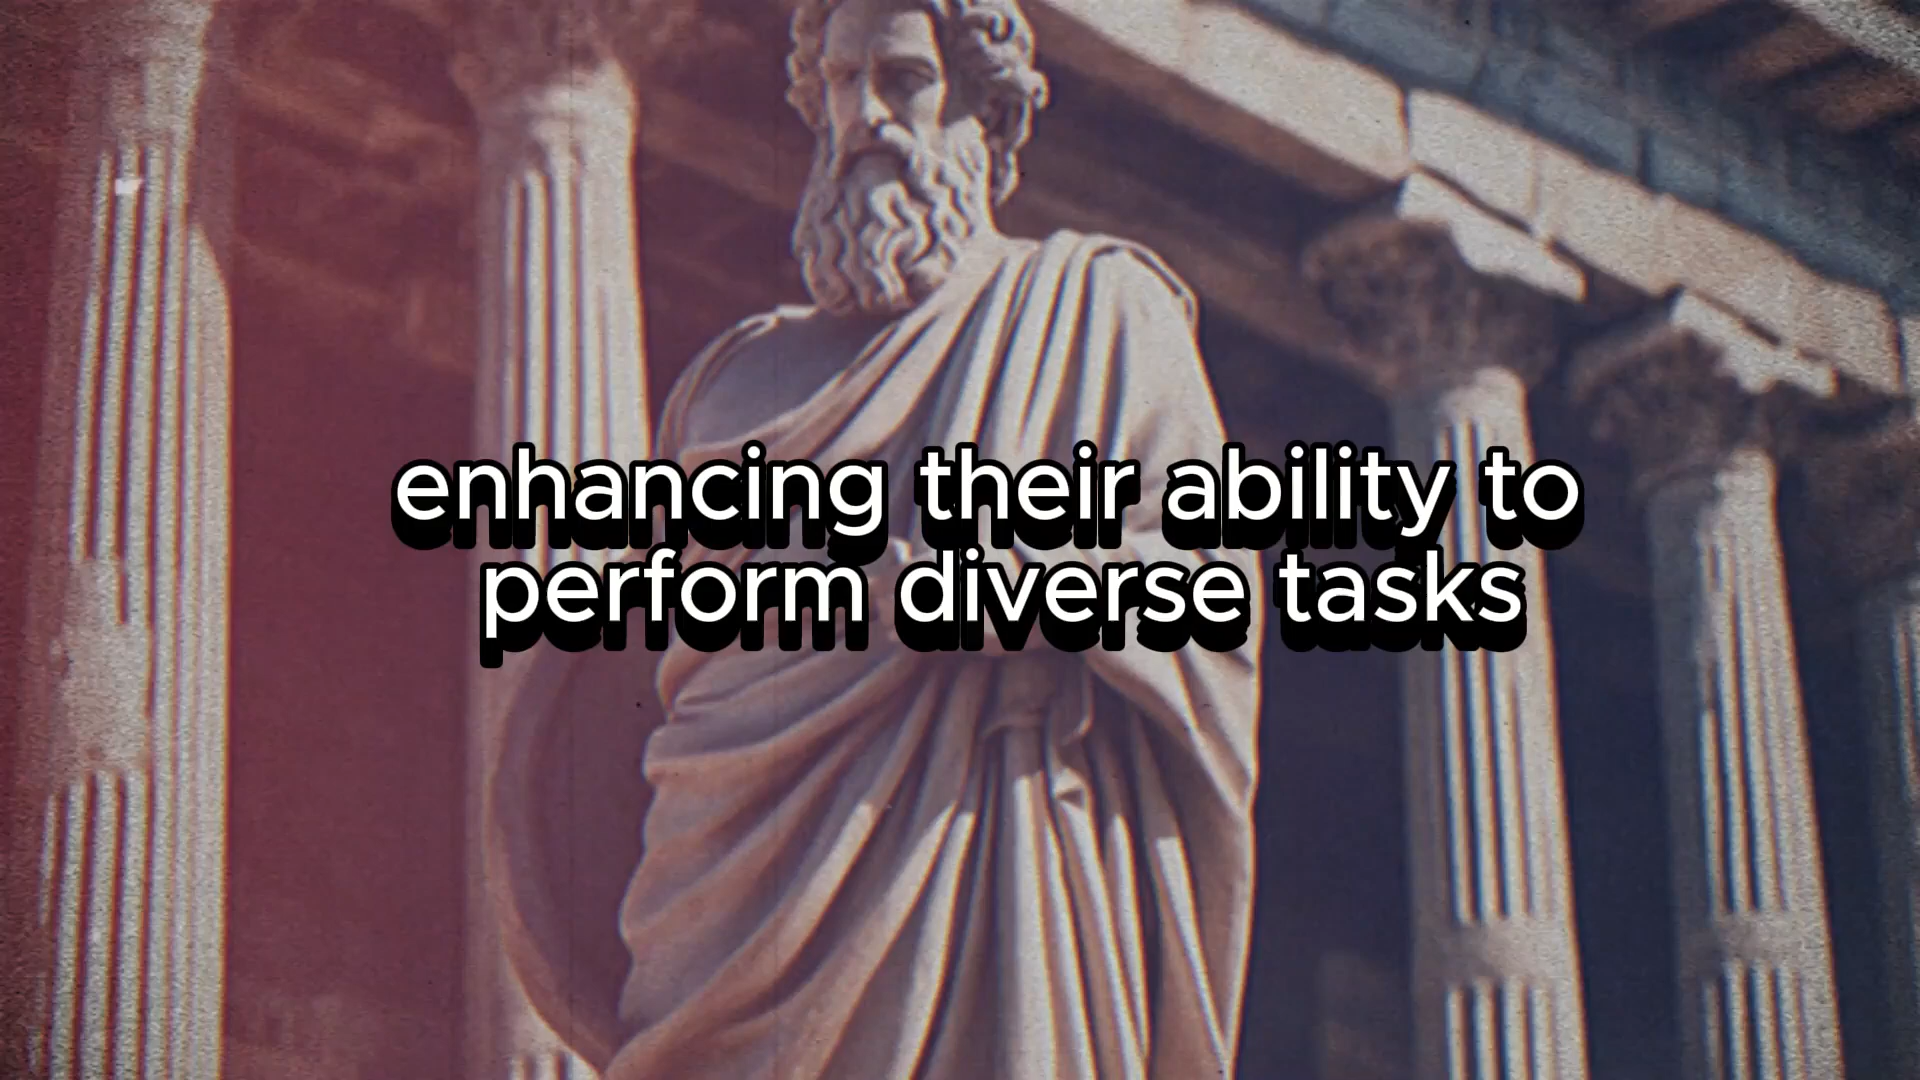 enhancing their ability to
perform diverse tasks